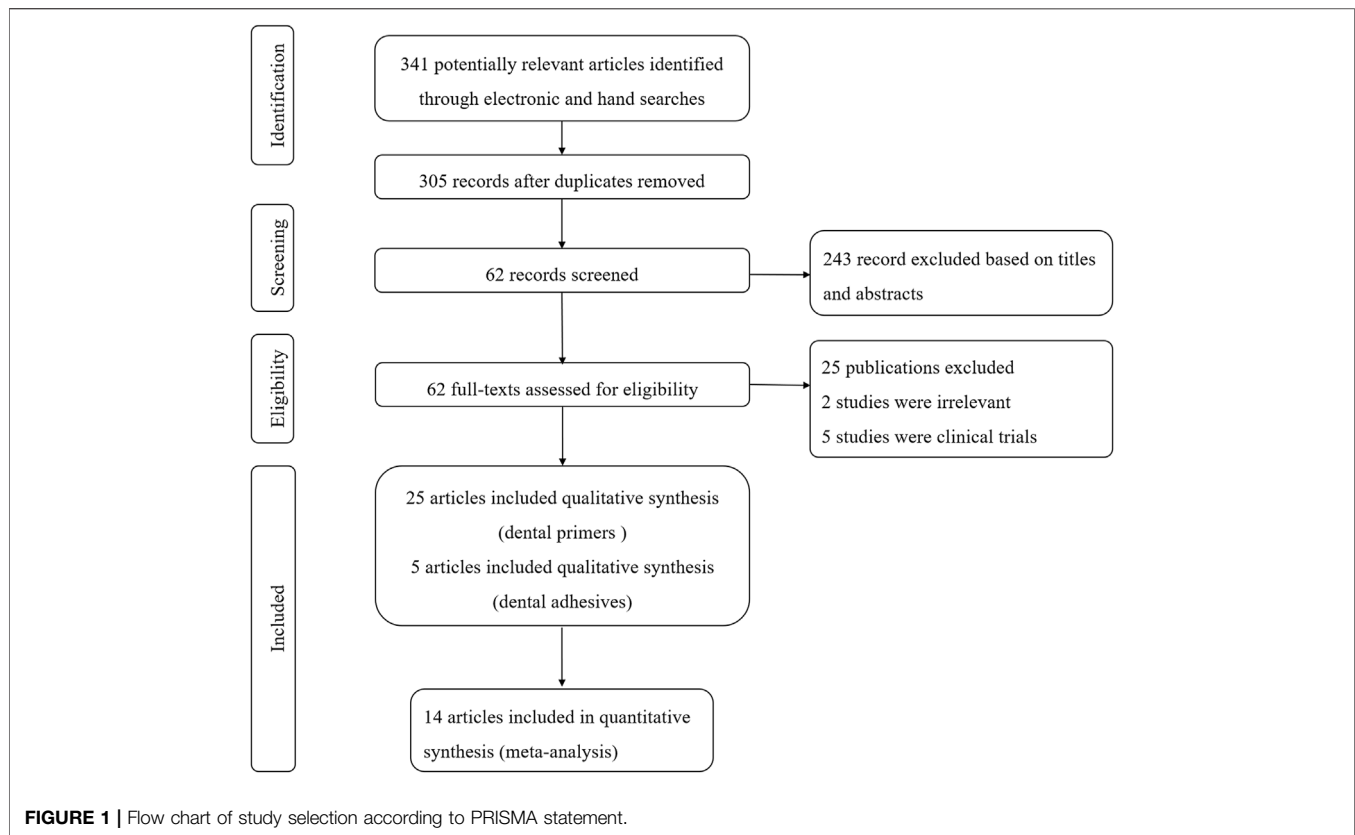 Identification
341 potentially relevant articles identified
through electronic and hand searches
305 records after duplicates removed
Screening
62 records screened
243 record excluded based on titles
and abstracts
Eligibility
62 full-texts assessed for eligibility
25 publications excluded
2 studies were irrelevant
5 studies were clinical trials
Included
25 articles included qualitative synthesis
(dental primers )
5 articles included qualitative synthesis
(dental adhesives)
14 articles included in quantitative
synthesis (meta-analysis)
FIGURE 1 | Flow chart of study selection according to PRISMA statement.